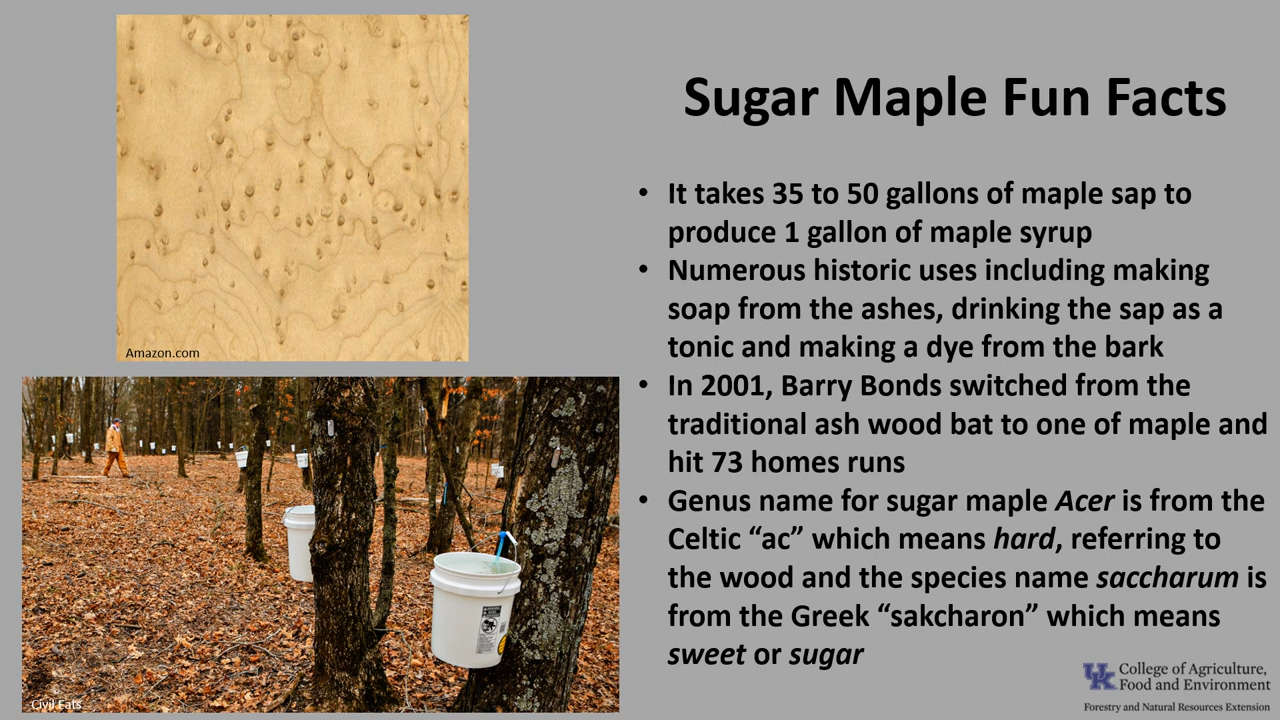 Amazon.com
Civil Eats
Sugar Maple Fun Facts
• It takes 35 to 50 gallons of maple sap to
produce 1 gallon of maple syrup
• Numerous historic uses including making
soap from the ashes, drinking the sap as a
tonic and making a dye from the bark
• In 2001, Barry Bonds switched from the
traditional ash wood bat to one of maple and
hit 73 homes runs
• Genus name for sugar maple Acer is from the
Celtic “ac” which means hard, referring to
the wood and the species name saccharum is
from the Greek “sakcharon” which means
sweet or sugar
UK
College of Agriculture,
Food and Environment
Forestry and Natural Resources Extension